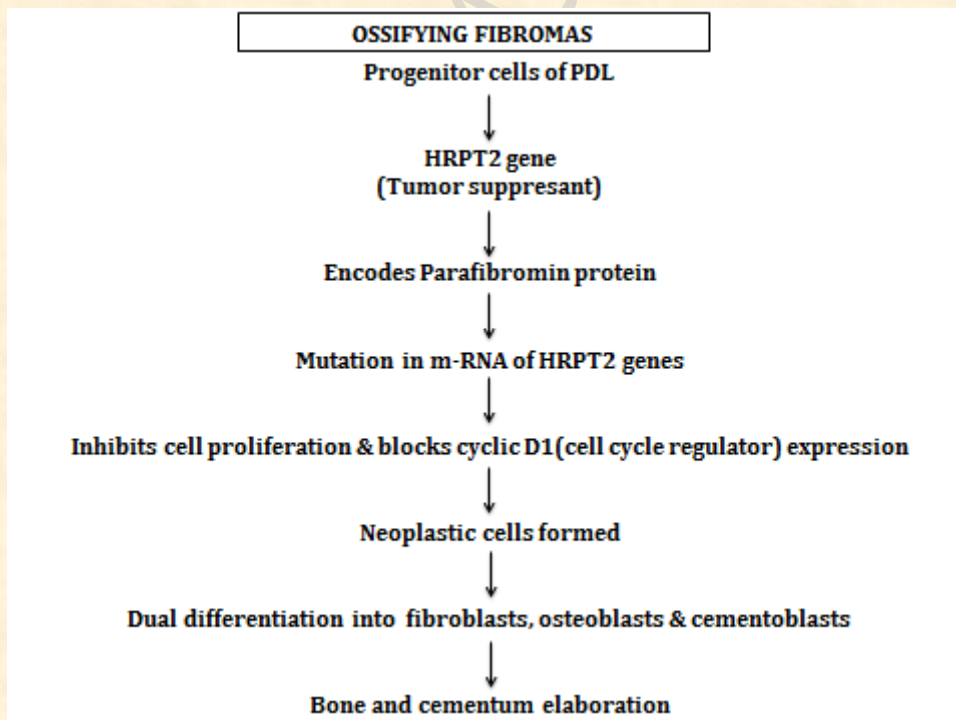 OSSIFYING FIBROMAS
Progenitor cells of PDL
HRPT2 gene
(Tumor suppresant)
Encodes Parafibromin protein
Mutation in m-RNA of HRPT2 genes
Inhibits cell proliferation & blocks cyclic D1(cell cycle regulator) expression
Neoplastic cells formed
Dual differentiation into fibroblasts, osteoblasts & cementoblasts
Bone and cementum elaboration